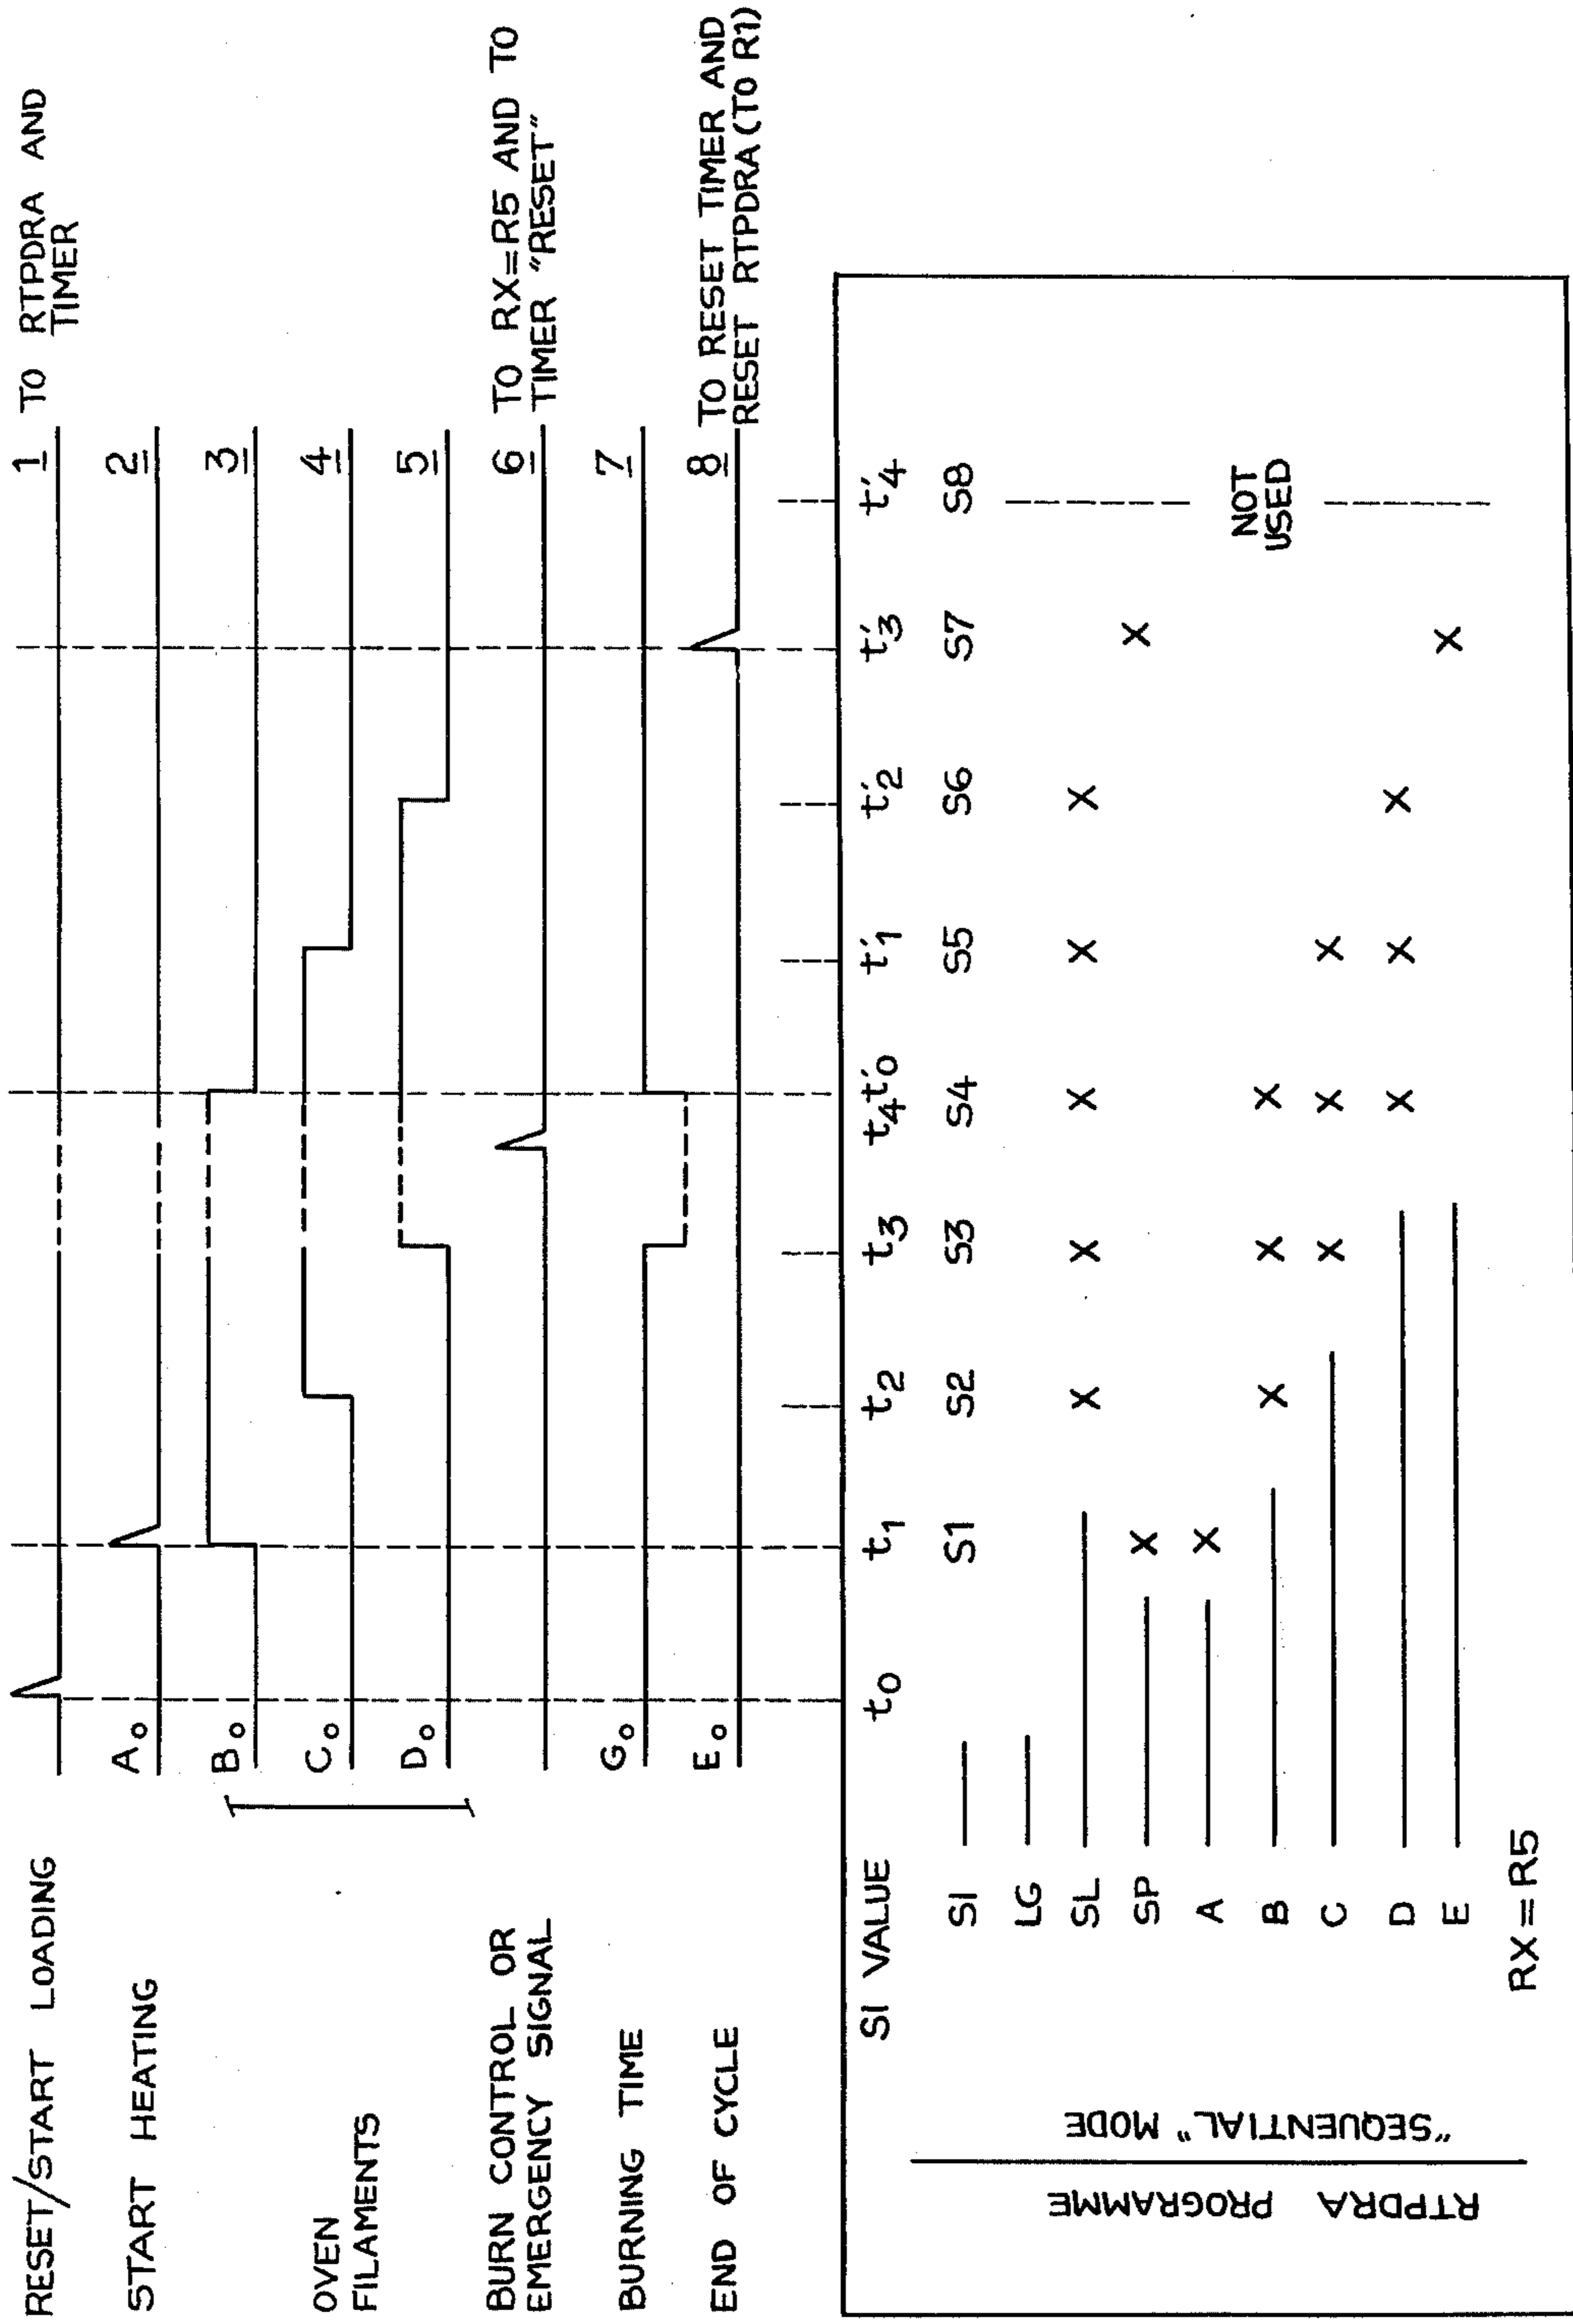 RESET/START LOADING
1 TO RTPDRA AND
TIMER
START HEATING
A₀
2
B₀
3
OVEN
FILAMENTS
C₀
4
D₀
5
BURN CONTROL OR
EMERGENCY SIGNAL
6 TO RX=R5 AND TO
TIMER "RESET"
BURNING TIME
G₀
7
END OF CYCLE
E₀
8 TO RESET TIMER AND
RESET RTPDRA (TO R1)
SI VALUE t₀ t₁ t₂ t₃ t₄ t'₀ t'₁ t'₂ t'₃ t'₄
SI S1 S2 S3 S4 S5 S6 S7 S8
LG
SL X X X X X
SP X X
A X
B X X X
C X X X
D X X X
E X
NOT
USED
RX=R5
RTPDRA PROGRAMME
"SEQUENTIAL" MODE